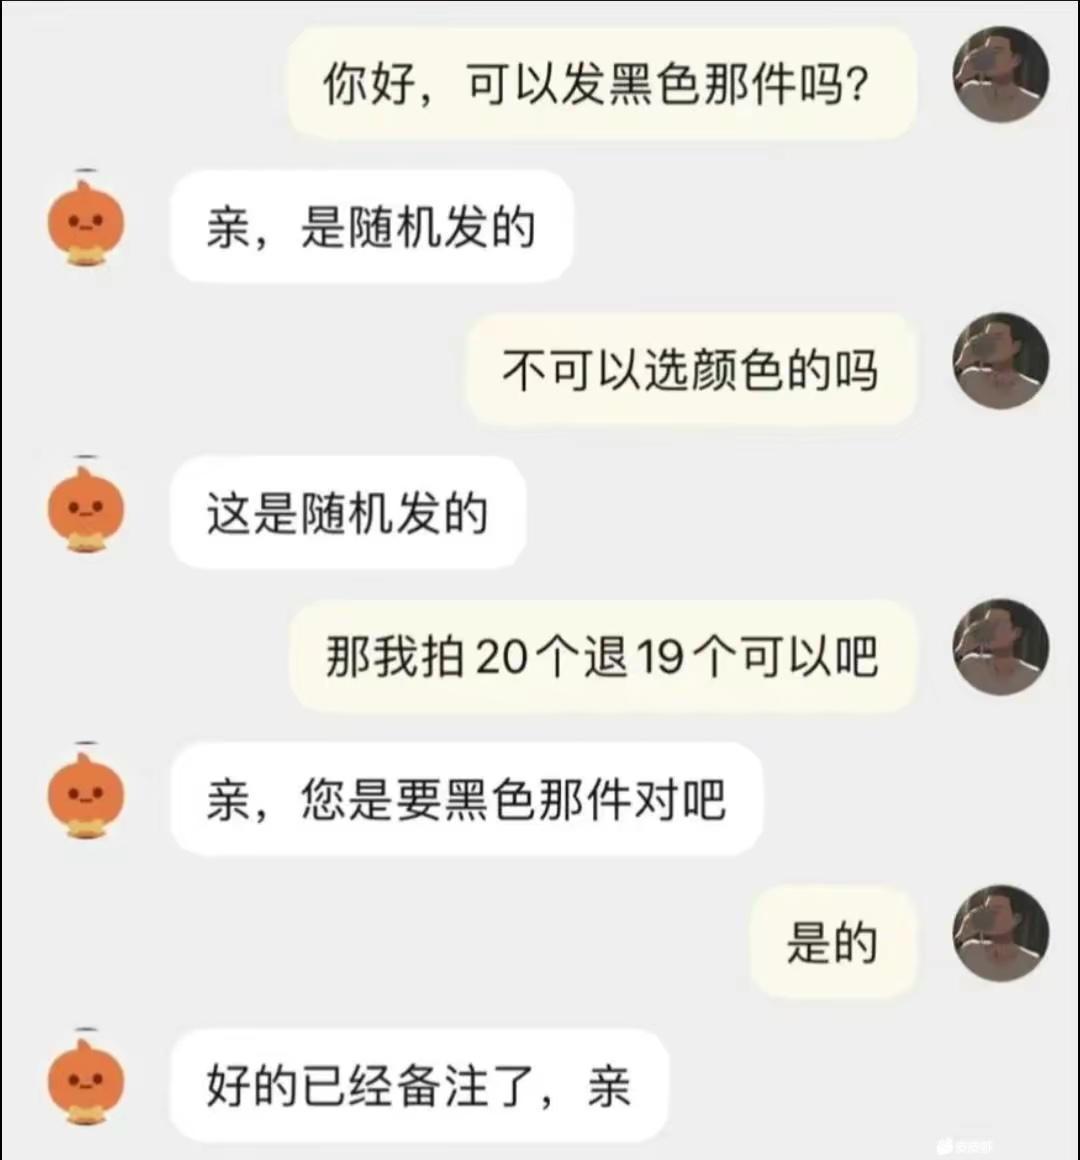 你好，可以发黑色那件吗？
亲，是随机发的
不可以选颜色的吗
这是随机发的
那我拍20个退19个可以吧
亲，您是要黑色那件对吧
是的
好的已经备注了，亲
皮皮虾